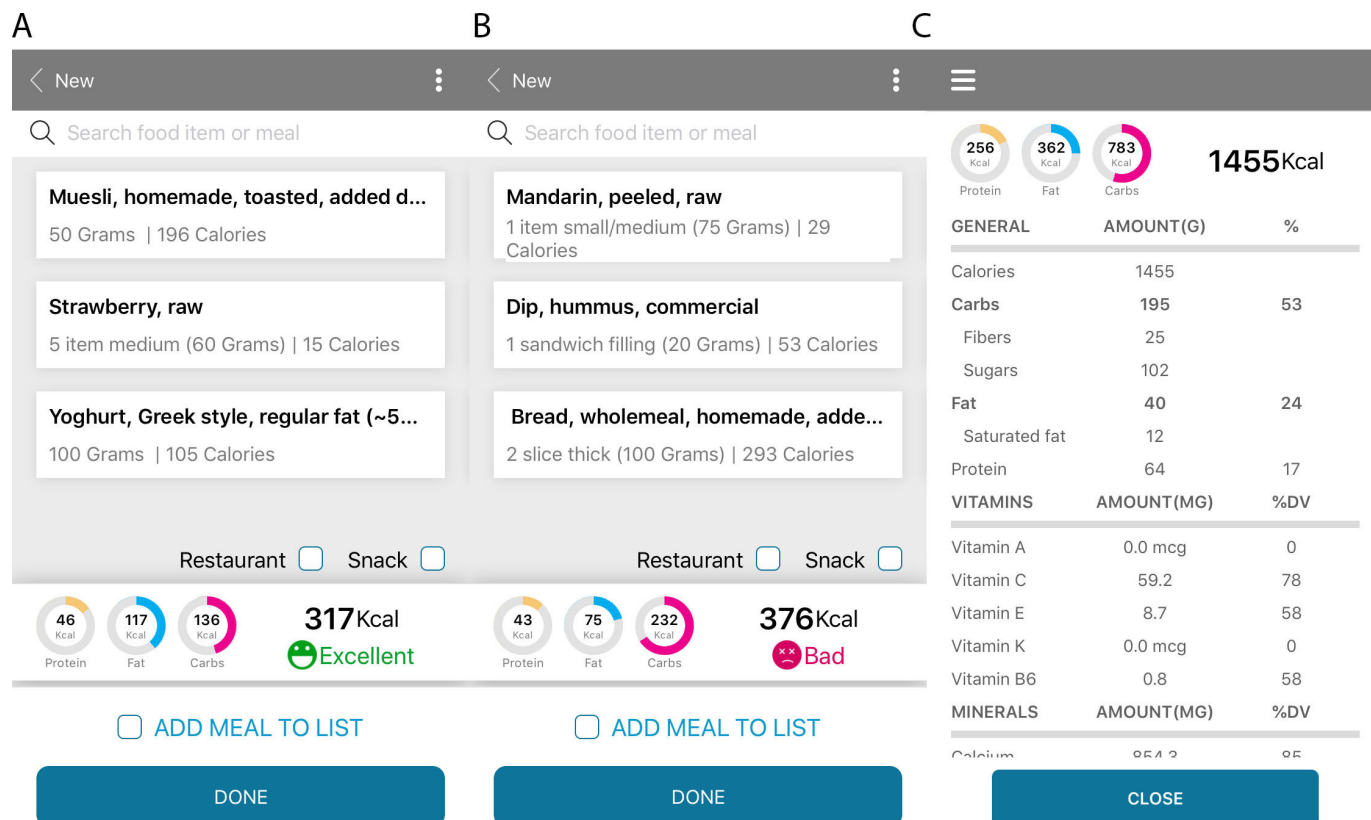 A
New
Search food item or meal
Muesli, homemade, toasted, added d...
50 Grams | 196 Calories
Strawberry, raw
5 item medium (60 Grams) | 15 Calories
Yoghurt, Greek style, regular fat (~5...
100 Grams | 105 Calories
Restaurant Snack
46 Kcal Protein
117 Kcal Fat
136 Kcal Carbs
317Kcal
Excellent
ADD MEAL TO LIST
DONE
B
New
Search food item or meal
Mandarin, peeled, raw
1 item small/medium (75 Grams) | 29
Calories
Dip, hummus, commercial
1 sandwich filling (20 Grams) | 53 Calories
Bread, wholemeal, homemade, adde...
2 slice thick (100 Grams) | 293 Calories
Restaurant Snack
43 Kcal Protein
75 Kcal Fat
232 Kcal Carbs
376Kcal
Bad
ADD MEAL TO LIST
DONE
C
256 Kcal Protein
362 Kcal Fat
783 Kcal Carbs
1455Kcal
GENERAL AMOUNT(G) %
Calories 1455
Carbs 195 53
Fibers 25
Sugars 102
Fat 40 24
Saturated fat 12
Protein 64 17
VITAMINS AMOUNT(MG) %DV
Vitamin A 0.0 mcg 0
Vitamin C 59.2 78
Vitamin E 8.7 58
Vitamin K 0.0 mcg 0
Vitamin B6 0.8 58
MINERALS AMOUNT(MG) %DV
Calcium 854.3 85
CLOSE